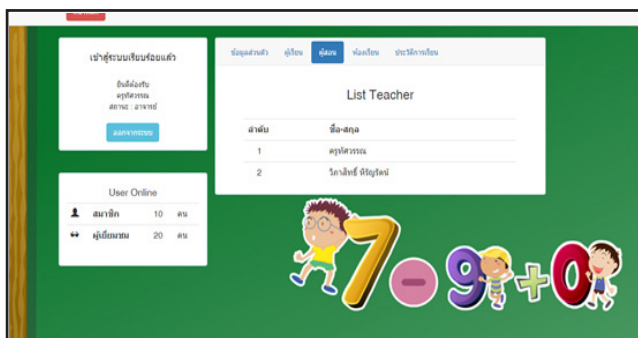 เข้าสู่ระบบเรียบร้อยแล้ว
ยินดีต้อนรับ
ครูทัศวรรณ
สถานะ : อาจารย์
ออกจากระบบ
User Online
สมาชิก 10 คน
ผู้เยี่ยมชม 20 คน
ข้อมูลส่วนตัว ผู้เรียน ผู้สอน ห้องเรียน ประวัติการเรียน
List Teacher
ลำดับ ชื่อ-สกุล
1 ครูทัศวรรณ
2 วิภาสิทธิ์ หิรัญรัตน์
7 - 9 + 0